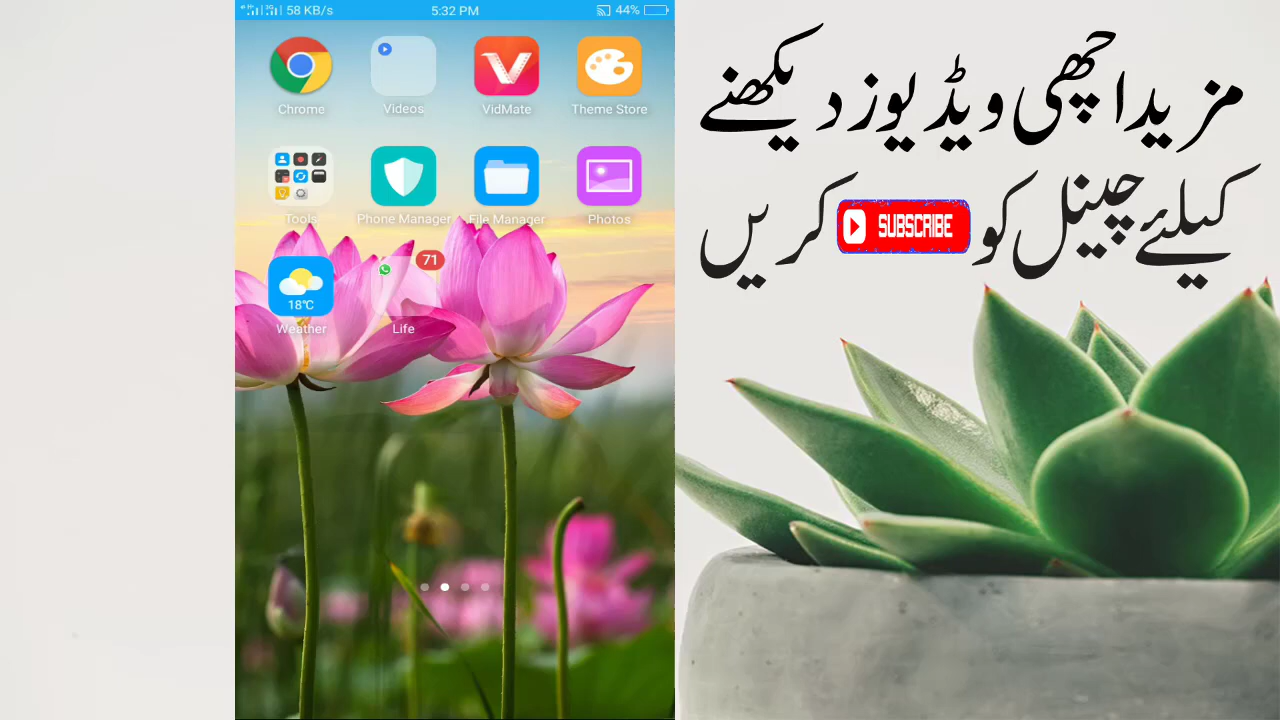 58 KB/s 5:32 PM 44%
Chrome Videos VidMate Theme Store
Tools Phone Manager File Manager Photos
71
18℃
Weather Life
مزید اچھی ویڈیوز دیکھنے
کیلئے چینل کو SUBSCRIBE کریں